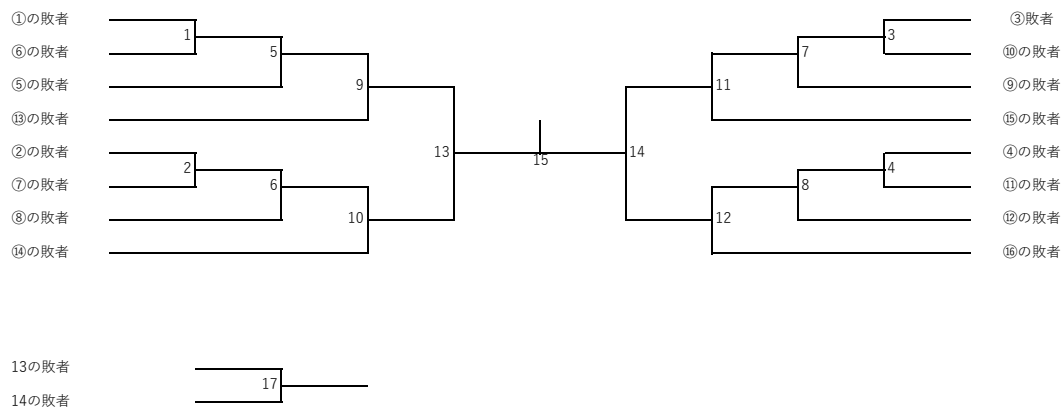 ①の敗者
1
⑥の敗者
5
⑤の敗者
9
⑬の敗者
13
②の敗者
2
⑦の敗者
6
⑧の敗者
10
⑭の敗者
15
③敗者
3
⑩の敗者
7
⑨の敗者
11
⑮の敗者
14
④の敗者
4
⑪の敗者
8
⑫の敗者
12
⑯の敗者
13の敗者
17
14の敗者